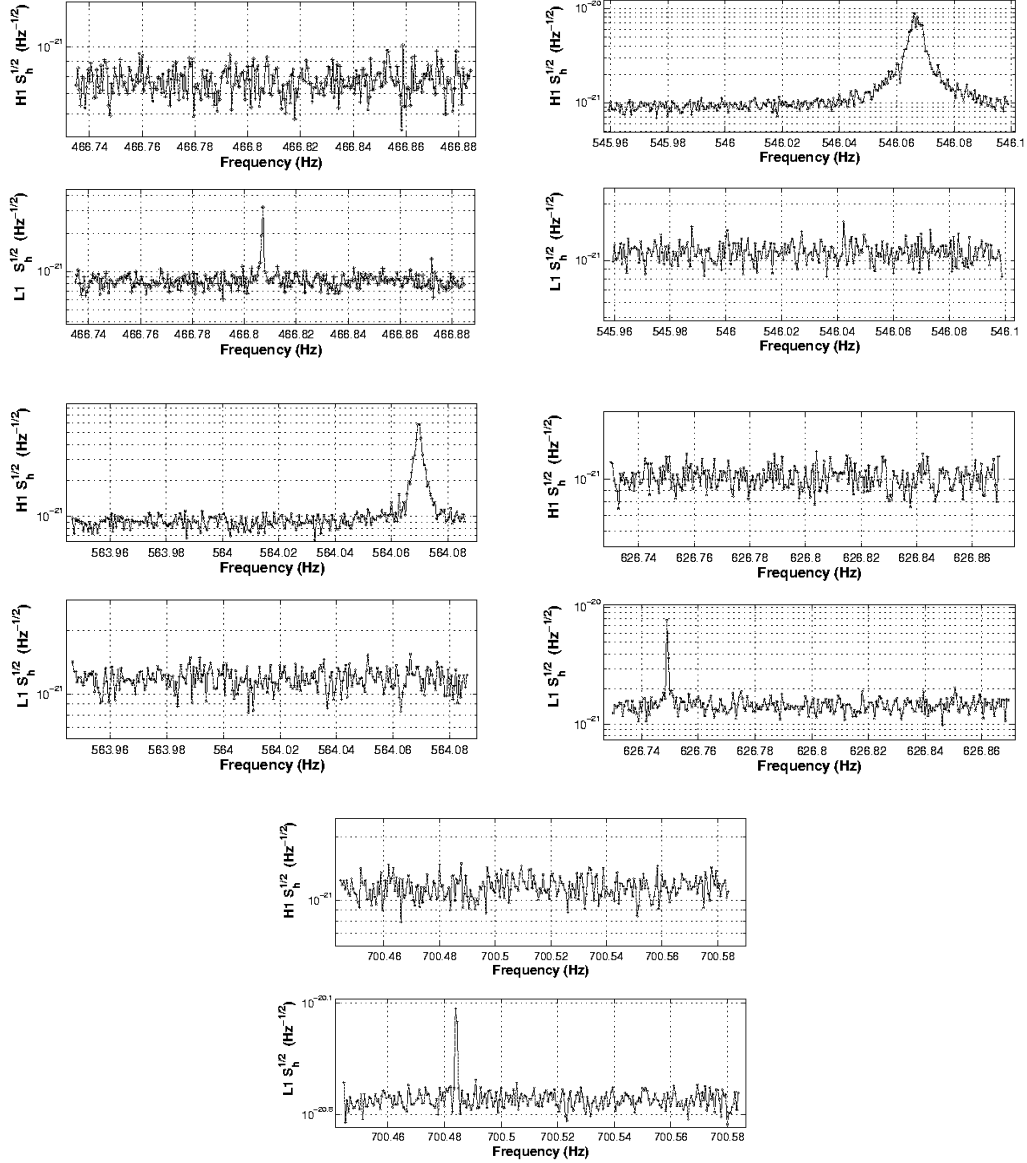 H1 S_h^{1/2} (Hz^{-1/2})
10^{-21}
466.74 466.76 466.78 466.8 466.82 466.84 466.86 466.88
Frequency (Hz)
H1 S_h^{1/2} (Hz^{-1/2})
10^{-20}
10^{-21}
545.96 545.98 546 546.02 546.04 546.06 546.08 546.1
Frequency (Hz)
L1 S_h^{1/2} (Hz^{-1/2})
10^{-21}
466.74 466.76 466.78 466.8 466.82 466.84 466.86 466.88
Frequency (Hz)
L1 S_h^{1/2} (Hz^{-1/2})
10^{-21}
545.96 545.98 546 546.02 546.04 546.06 546.08 546.1
Frequency (Hz)
H1 S_h^{1/2} (Hz^{-1/2})
10^{-21}
563.96 563.98 564 564.02 564.04 564.06 564.08
Frequency (Hz)
H1 S_h^{1/2} (Hz^{-1/2})
10^{-21}
626.74 626.76 626.78 626.8 626.82 626.84 626.86
Frequency (Hz)
L1 S_h^{1/2} (Hz^{-1/2})
10^{-21}
563.96 563.98 564 564.02 564.04 564.06 564.08
Frequency (Hz)
L1 S_h^{1/2} (Hz^{-1/2})
10^{-20}
10^{-21}
626.74 626.76 626.78 626.8 626.82 626.84 626.86
Frequency (Hz)
H1 S_h^{1/2} (Hz^{-1/2})
10^{-21}
700.46 700.48 700.5 700.52 700.54 700.56 700.58
Frequency (Hz)
L1 S_h^{1/2} (Hz^{-1/2})
10^{-20.1}
10^{-20.8}
700.46 700.48 700.5 700.52 700.54 700.56 700.58
Frequency (Hz)